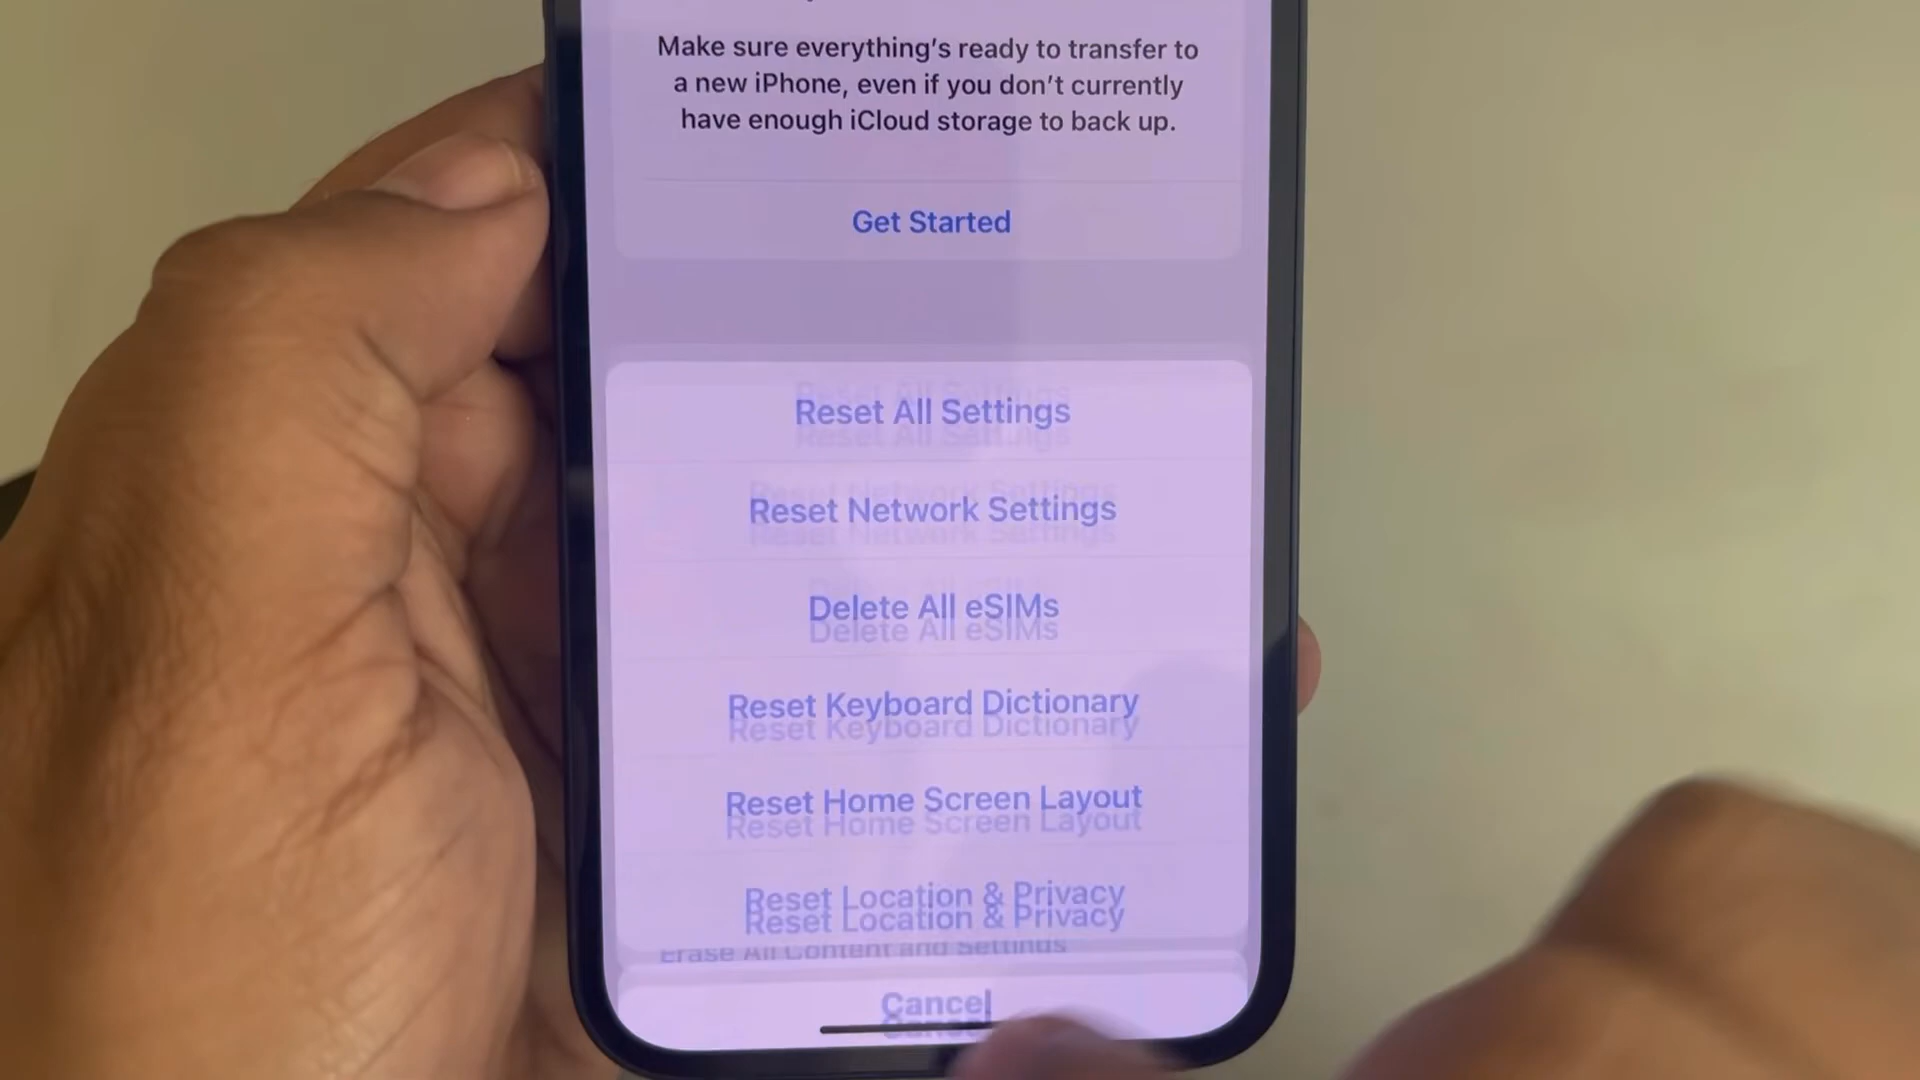 Make sure everything's ready to transfer to
a new iPhone, even if you don't currently
have enough iCloud storage to back up.
Get Started
Reset All Settings
Reset Network Settings
Delete All eSIMs
Reset Keyboard Dictionary
Reset Home Screen Layout
Reset Location & Privacy
Erase All Content and Settings
Cancel